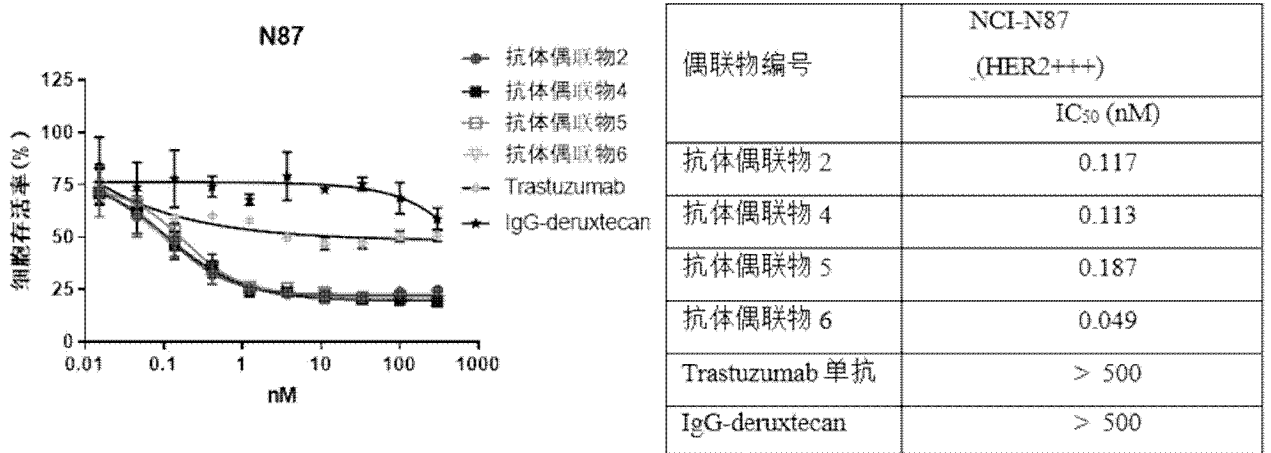 N87
抗体偶联物2
抗体偶联物4
抗体偶联物5
抗体偶联物6
Trastuzumab
IgG-deruxtecan
细胞存活率(%)
125
100
75
50
25
0
0.01
0.1
1
10
100
1000
nM
偶联物编号
NCI-N87
(HER2+++)
IC50 (nM)
抗体偶联物 2
0.117
抗体偶联物 4
0.113
抗体偶联物 5
0.187
抗体偶联物 6
0.049
Trastuzumab 单抗
> 500
IgG-deruxtecan
> 500